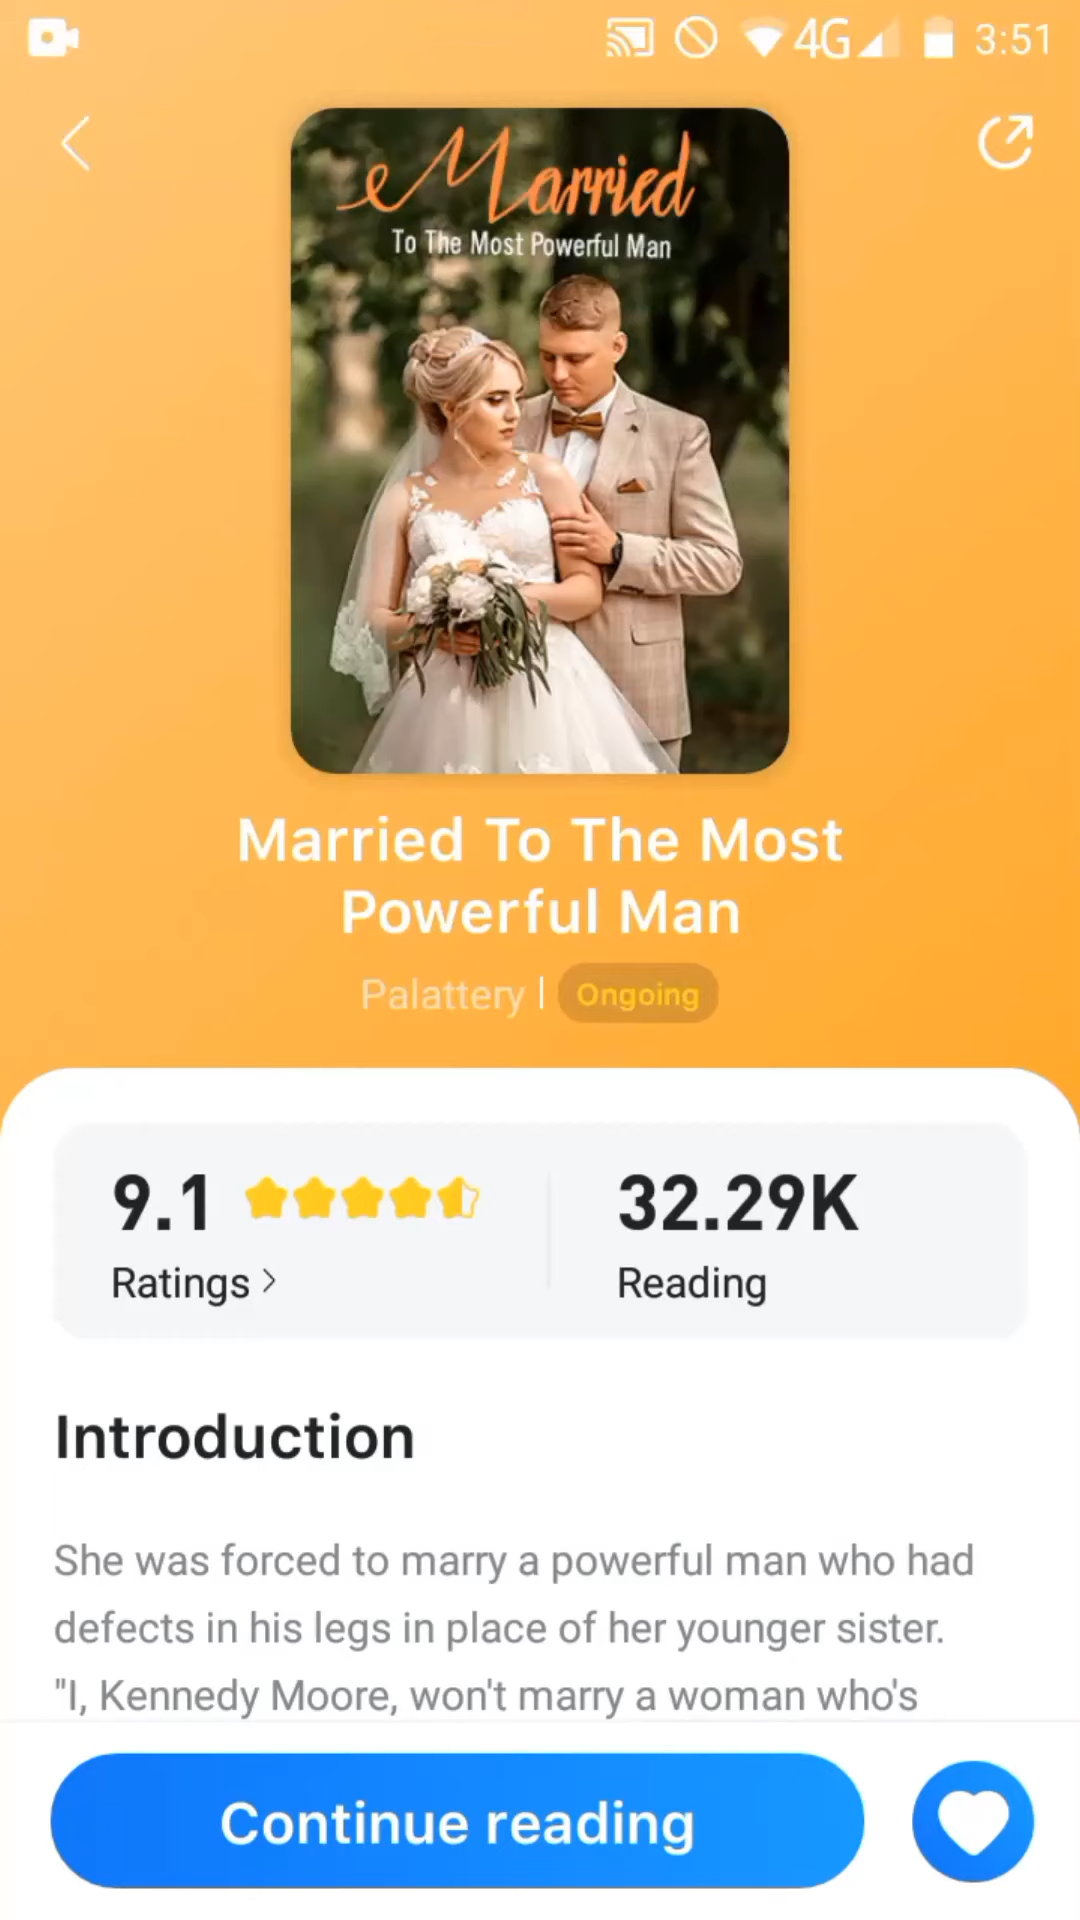 4G 3:51
Married
To The Most Powerful Man
Married To The Most
Powerful Man
Palattery | Ongoing
9.1 32.29K
Ratings > Reading
Introduction
She was forced to marry a powerful man who had
defects in his legs in place of her younger sister.
"I, Kennedy Moore, won't marry a woman who's
Continue reading